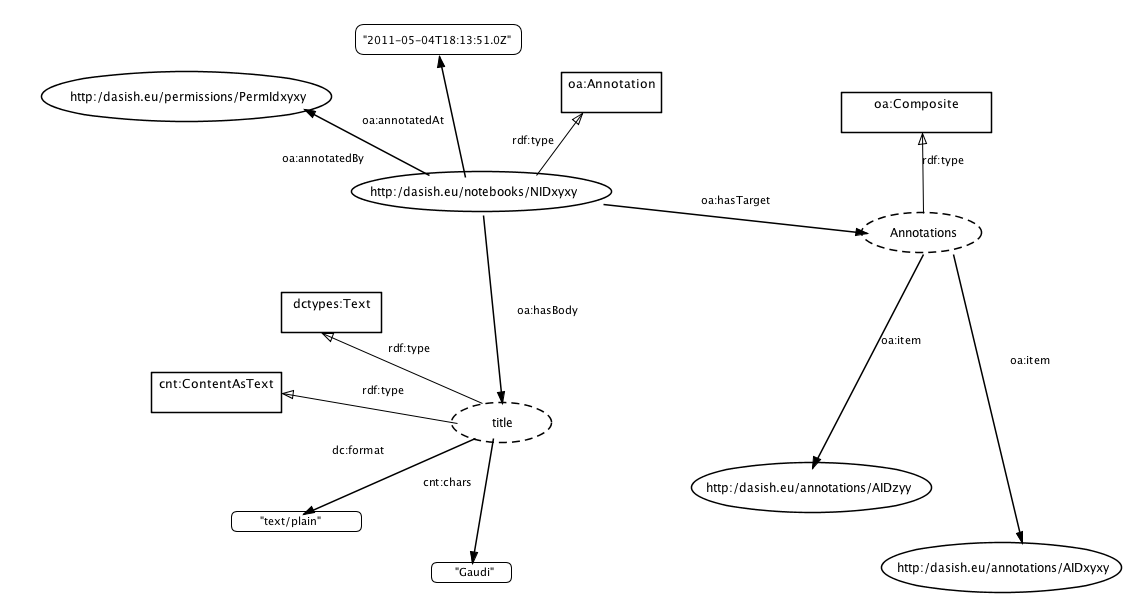 "2011-05-04T18:13:51.0Z"
oa:Annotation
http:/dasish.eu/permissions/PermIdxyxy
oa:Composite
oa:annotatedAt
rdf:type
oa:annotatedBy
rdf:type
http:/dasish.eu/notebooks/NIDxyxy
oa:hasTarget
Annotations
dctypes:Text
oa:hasBody
rdf:type
oa:item
oa:item
cnt:ContentAsText
rdf:type
title
dc:format
cnt:chars
http:/dasish.eu/annotations/AIDzyy
"text/plain"
"Gaudi"
http:/dasish.eu/annotations/AIDxyxy